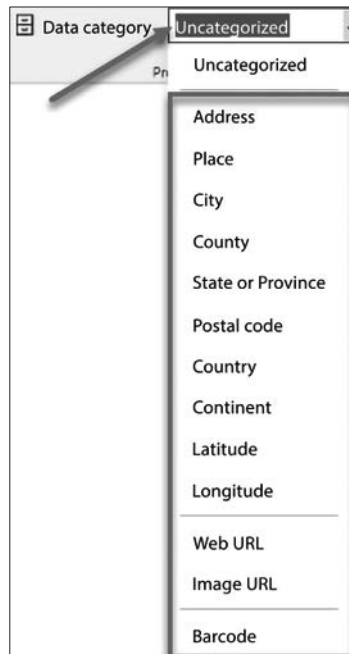 Data category Uncategorized
Pr
Uncategorized
Address
Place
City
County
State or Province
Postal code
Country
Continent
Latitude
Longitude
Web URL
Image URL
Barcode